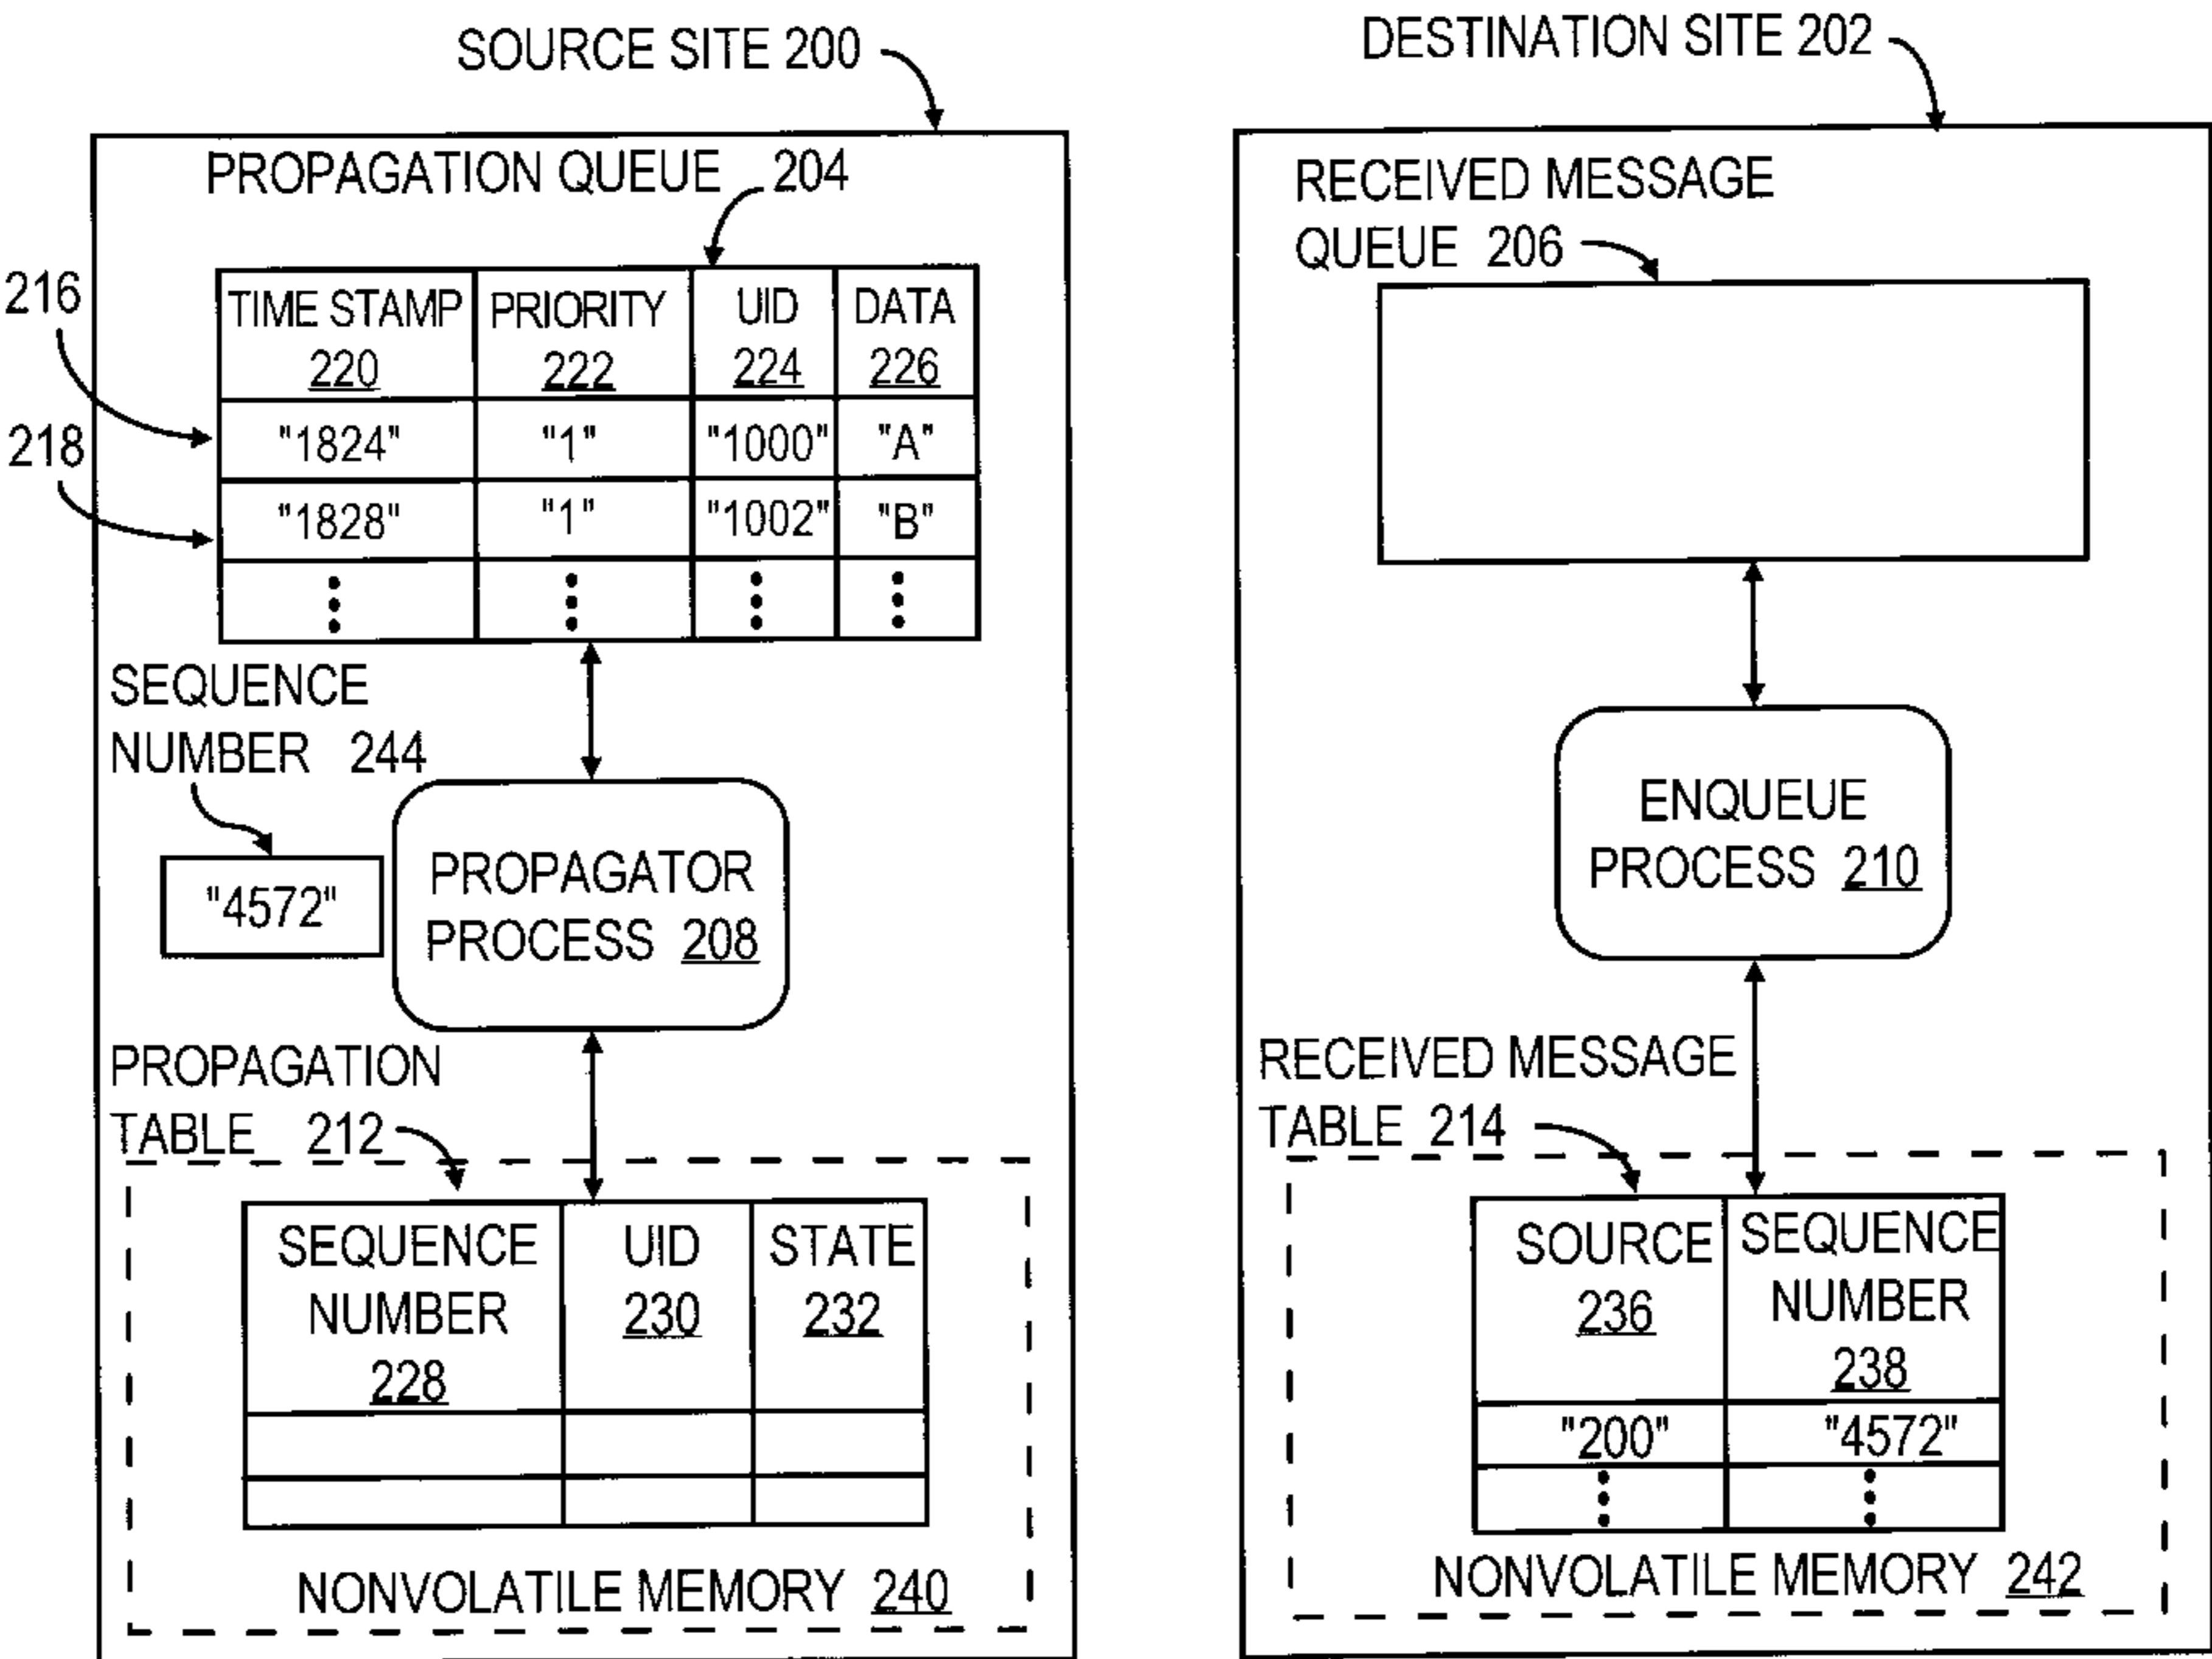 SOURCE SITE 200
PROPAGATION QUEUE 204
TIME STAMP PRIORITY UID DATA
220 222 224 226
216
"1824" "1" "1000" "A"
218
"1828" "1" "1002" "B"
SEQUENCE
NUMBER 244
"4572"
PROPAGATOR
PROCESS 208
PROPAGATION
TABLE 212
SEQUENCE UID STATE
NUMBER 230 232
228
NONVOLATILE MEMORY 240
DESTINATION SITE 202
RECEIVED MESSAGE
QUEUE 206
ENQUEUE
PROCESS 210
RECEIVED MESSAGE
TABLE 214
SOURCE SEQUENCE
236 NUMBER
238
"200" "4572"
NONVOLATILE MEMORY 242